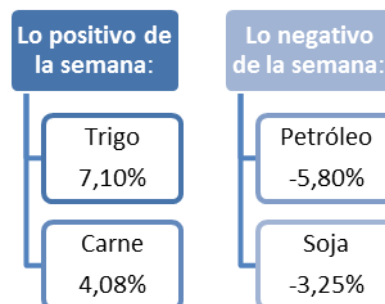 Lo positivo de
la semana:
Trigo
7,10%
Carne
4,08%
Lo negativo
de la semana:
Petróleo
-5,80%
Soja
-3,25%